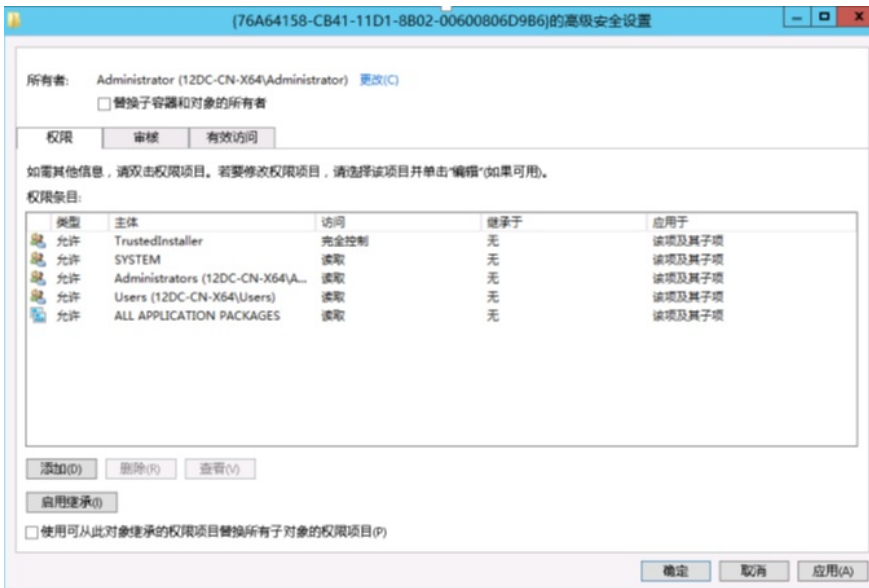 {76A64158-CB41-11D1-8B02-00600806D9B6}的高级安全设置
所有者: Administrator (12DC-CN-X64\Administrator) 更改(C)
替换子容器和对象的所有者
权限 审核 有效访问
如需其他信息，请双击权限项目。若要修改权限项目，请选择该项目并单击“编辑”(如果可用)。
权限条目:
类型 主体 访问 继承于 应用于
允许 TrustedInstaller 完全控制 无 该项及其子项
允许 SYSTEM 读取 无 该项及其子项
允许 Administrators (12DC-CN-X64\A... 读取 无 该项及其子项
允许 Users (12DC-CN-X64\Users) 读取 无 该项及其子项
允许 ALL APPLICATION PACKAGES 读取 无 该项及其子项
添加(D) 删除(R) 查看(V)
启用继承(I)
使用可从此对象继承的权限项目替换所有子对象的权限项目(P)
确定 取消 应用(A)